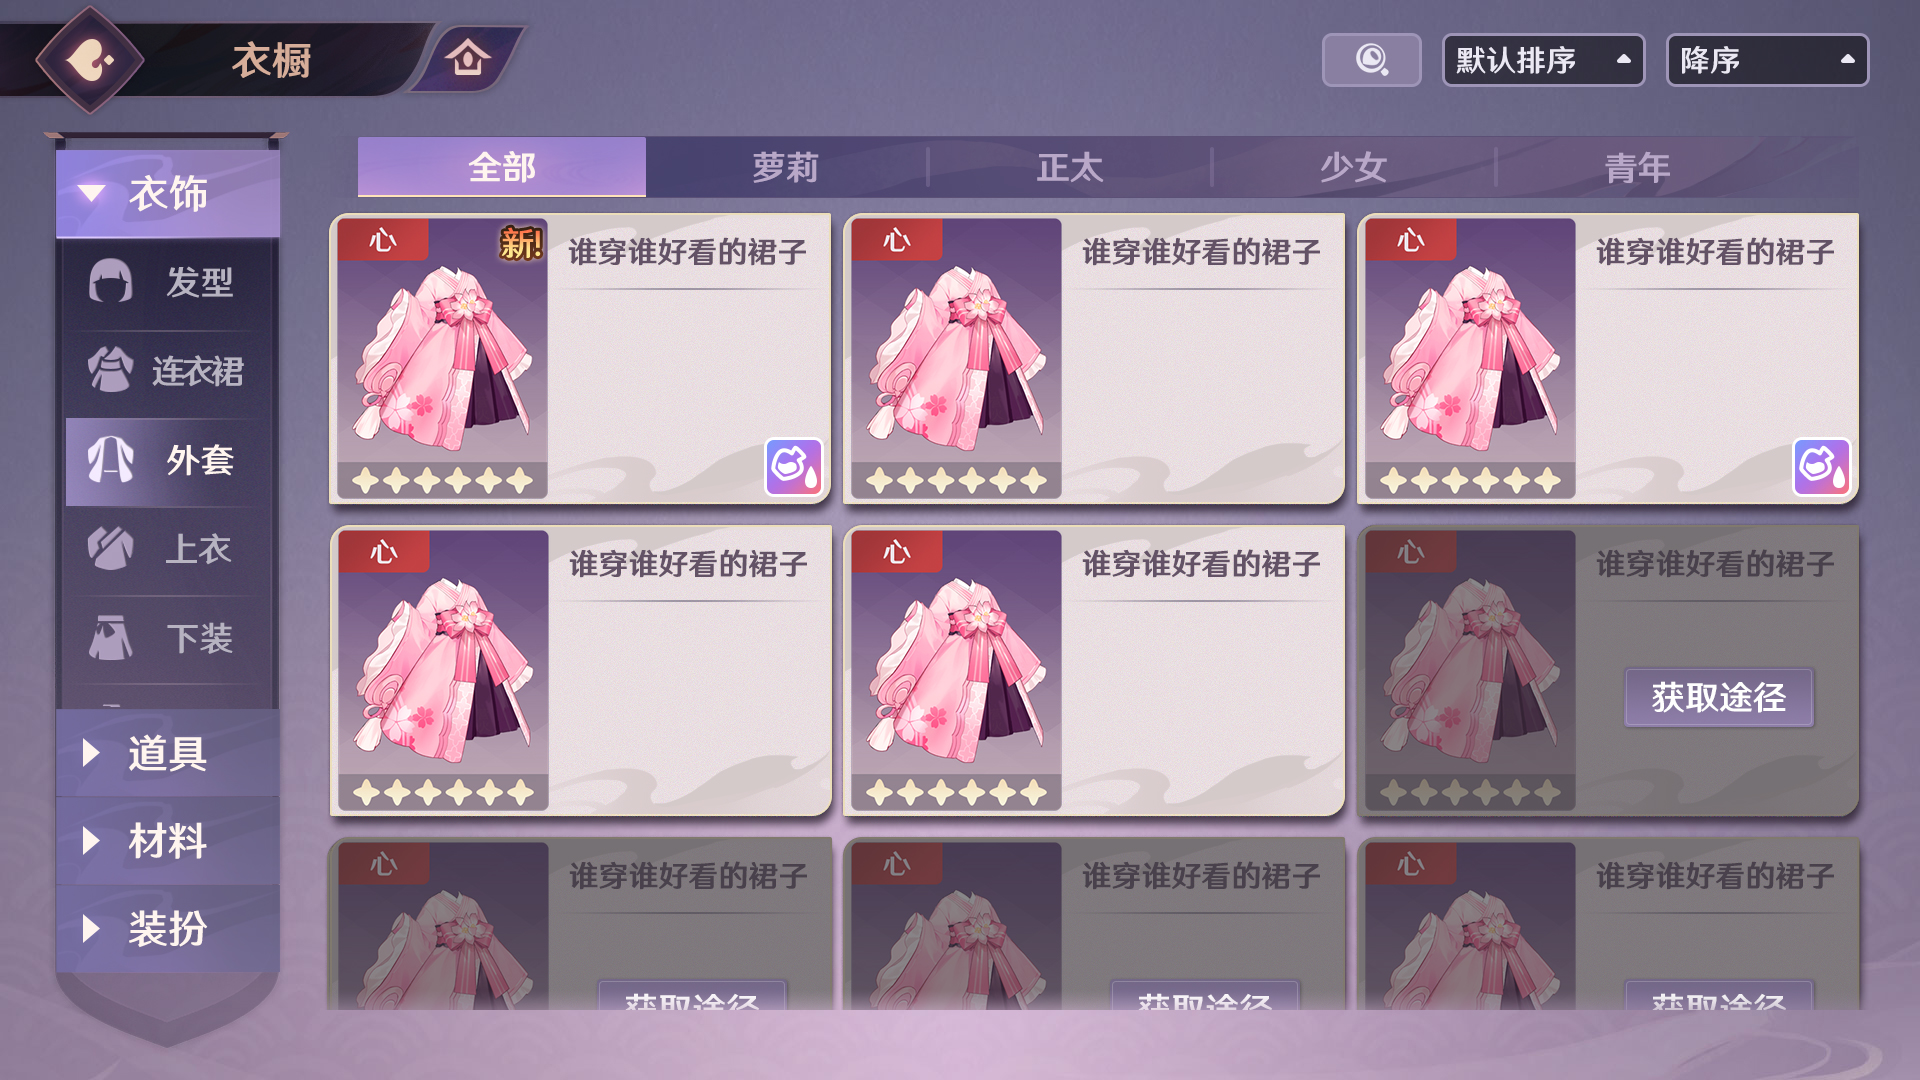 衣橱
默认排序
降序
衣饰
发型
连衣裙
外套
上衣
下装
道具
材料
装扮
全部
萝莉
正太
少女
青年
心
新!
谁穿谁好看的裙子
心
谁穿谁好看的裙子
心
谁穿谁好看的裙子
心
谁穿谁好看的裙子
心
谁穿谁好看的裙子
心
谁穿谁好看的裙子
获取途径
心
谁穿谁好看的裙子
获取途径
心
谁穿谁好看的裙子
获取途径
心
谁穿谁好看的裙子
获取途径